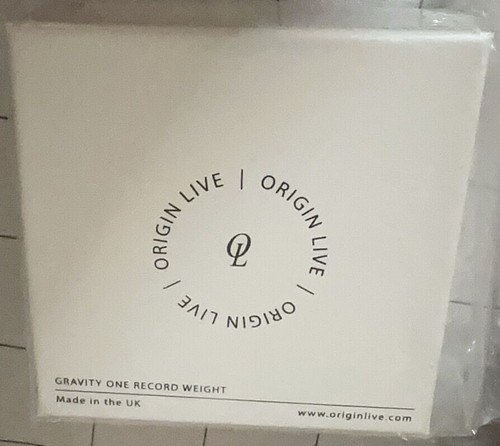 ORIGIN LIVE | ORIGIN LIVE | ORIGIN LIVE |
OL
GRAVITY ONE RECORD WEIGHT
Made in the UK
www.originlive.com